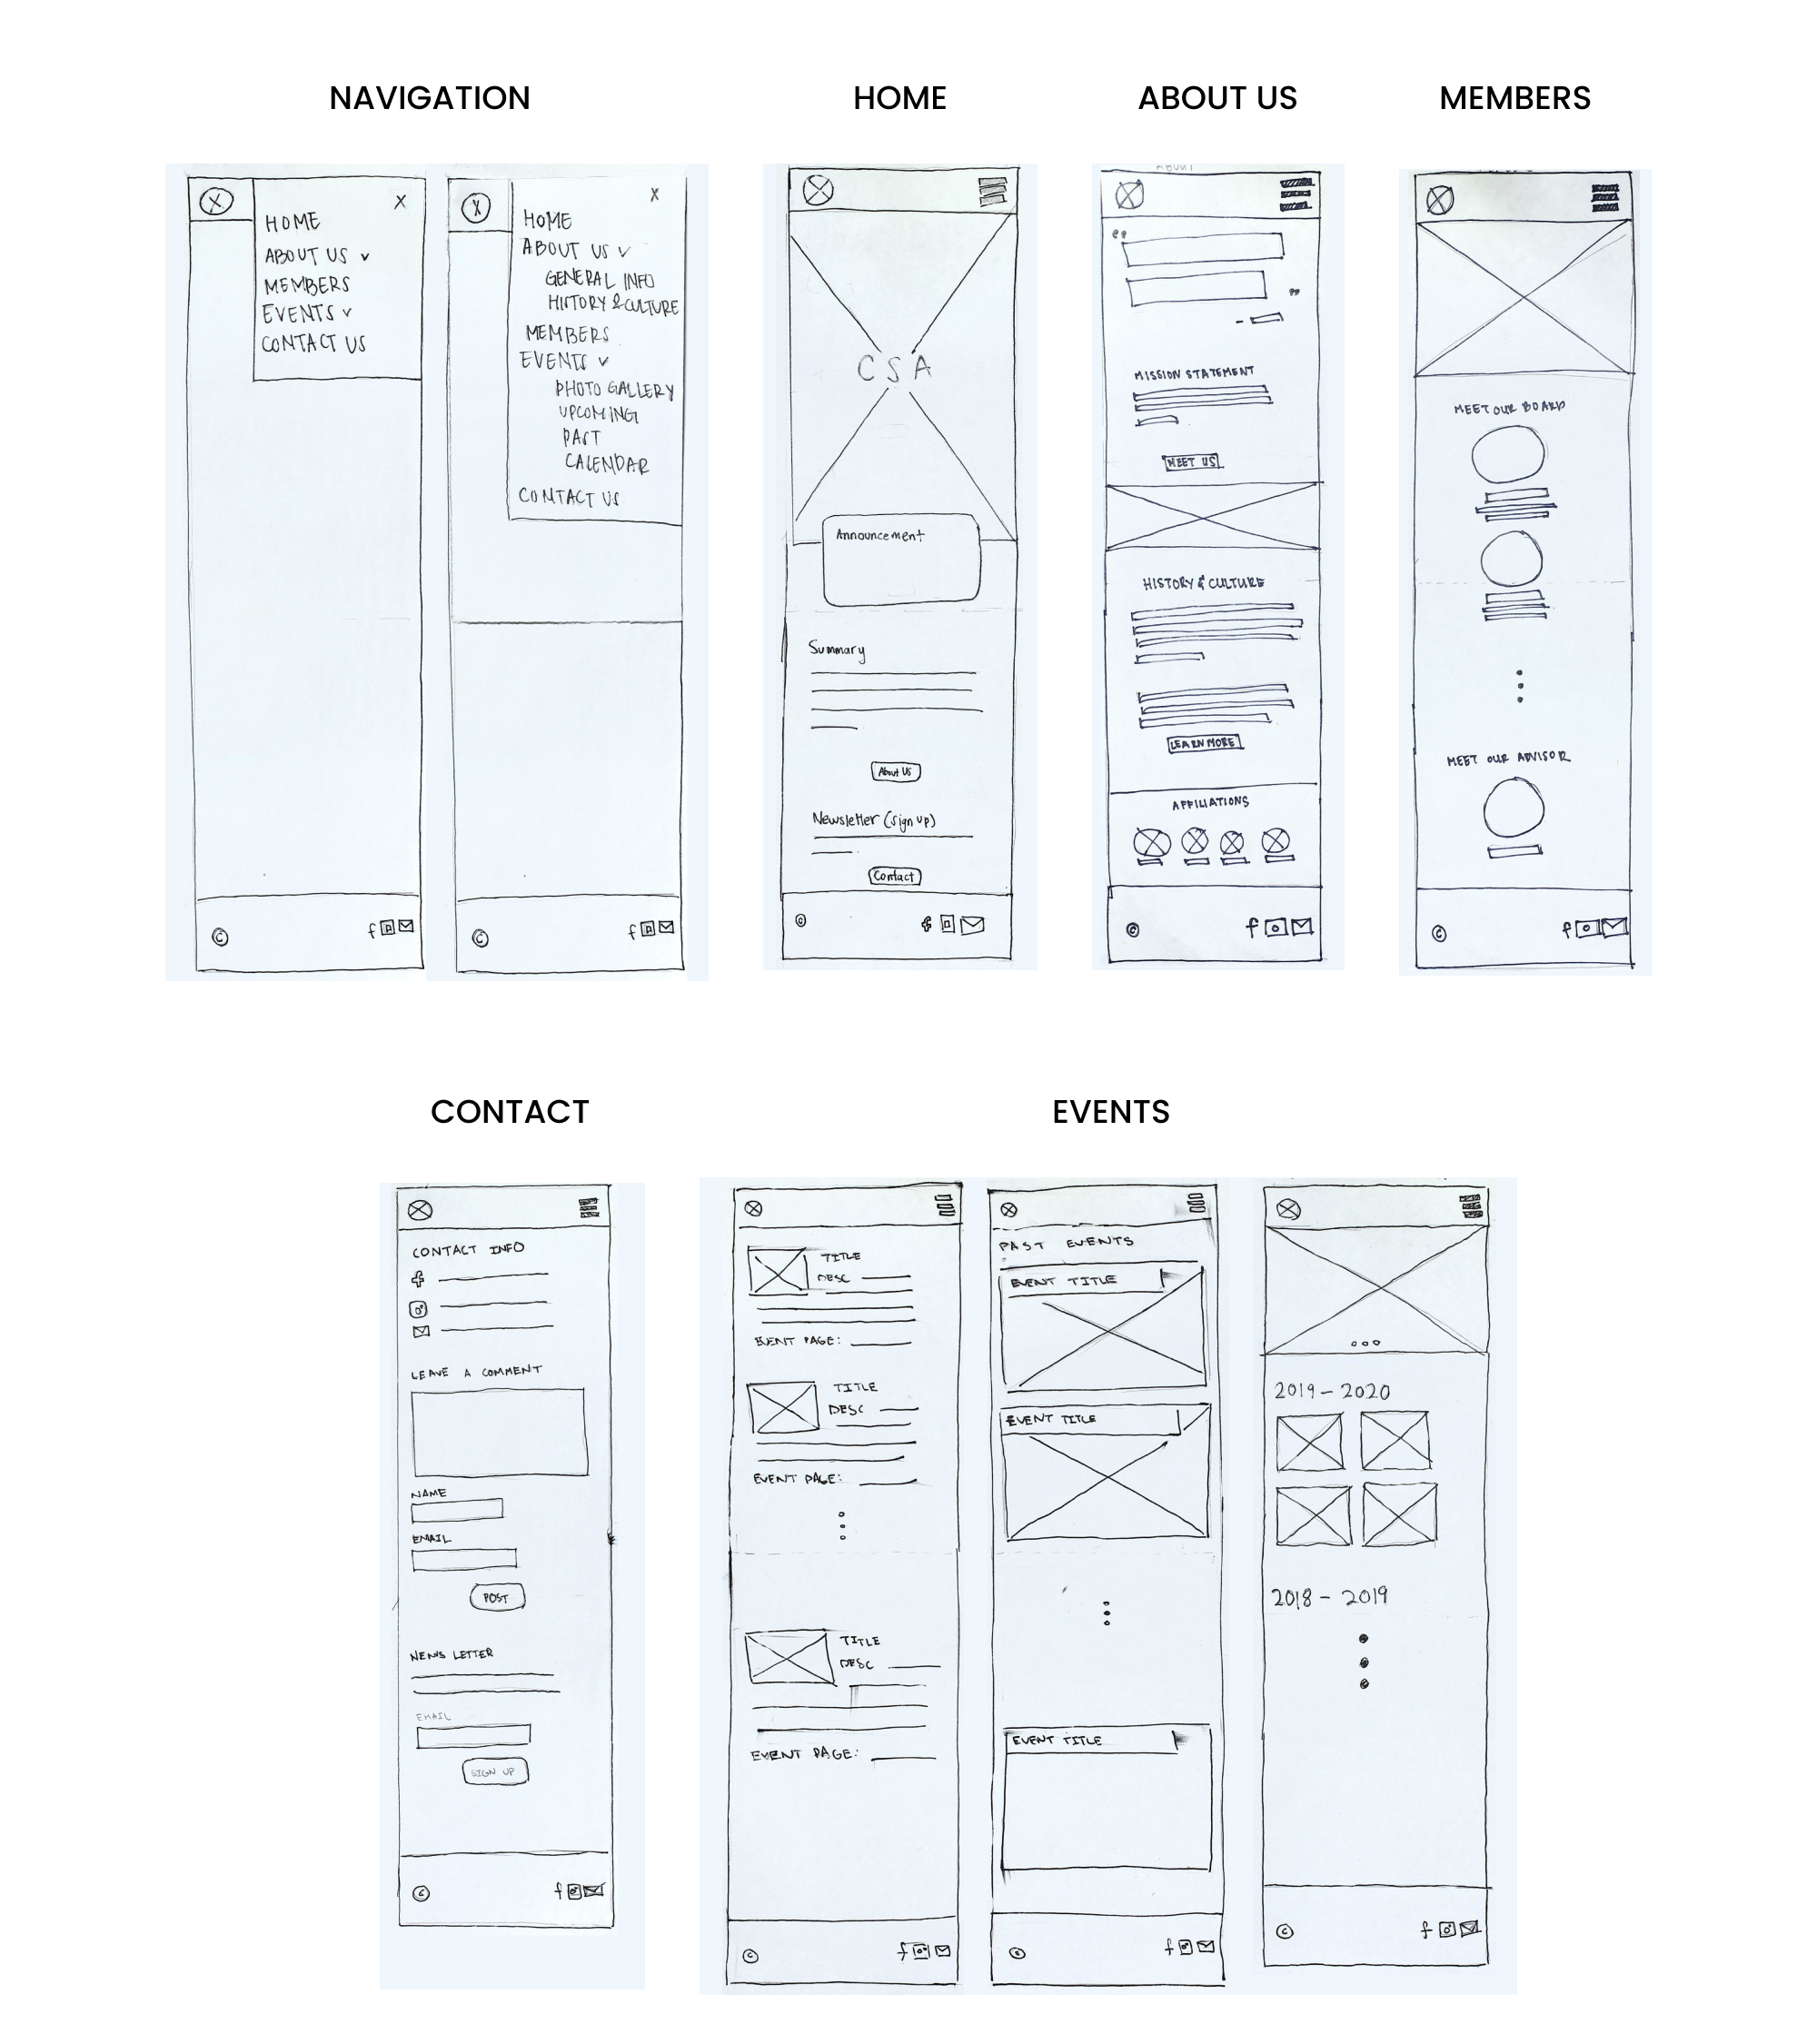 NAVIGATION
HOME
ABOUT US
MEMBERS
X
HOME
ABOUT US ✓
MEMBERS
EVENTS ✓
CONTACT US
©
f
X
HOME
ABOUT US ✓
GENERAL INFO
HISTORY & CULTURE
MEMBERS
EVENTS ✓
PHOTO GALLERY
UPCOMING
PAST
CALENDAR
CONTACT US
©
f
CSA
Announcement
Summary
About Us
Newsletter (sign up)
Contact
©
f
ABOUT
“
”
-
MISSION STATEMENT
MEET US
HISTORY & CULTURE
LEARN MORE
AFFILIATIONS
©
f
MEET OUR BOARD
MEET OUR ADVISOR
©
f
CONTACT
EVENTS
CONTACT INFO
f
LEAVE A COMMENT
NAME
EMAIL
POST
NEWS LETTER
EMAIL
SIGN UP
©
f
TITLE
DESC
EVENT PAGE:
TITLE
DESC
EVENT PAGE:
TITLE
DESC
EVENT PAGE:
©
f
PAST EVENTS
EVENT TITLE
EVENT TITLE
EVENT TITLE
©
f
2019 - 2020
2018 - 2019
©
f